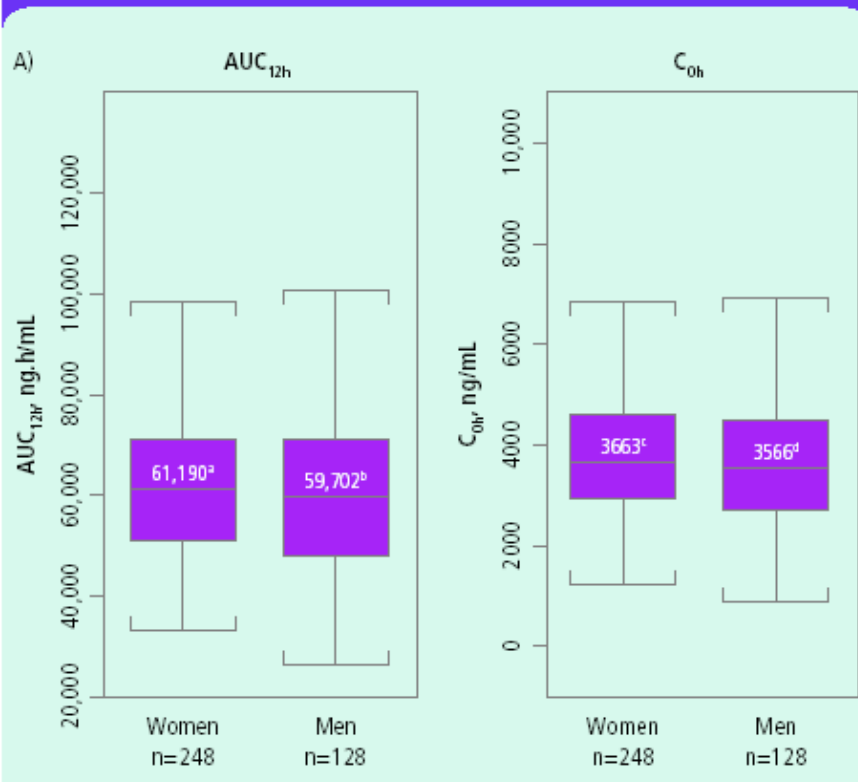 A)
AUC12h
AUC12h, ng.h/mL
120,000
100,000
80,000
60,000
40,000
20,000
61,190a
59,702b
Women
n=248
Men
n=128
C0h
C0h, ng/mL
10,000
8000
6000
4000
2000
0
3663c
3566d
Women
n=248
Men
n=128